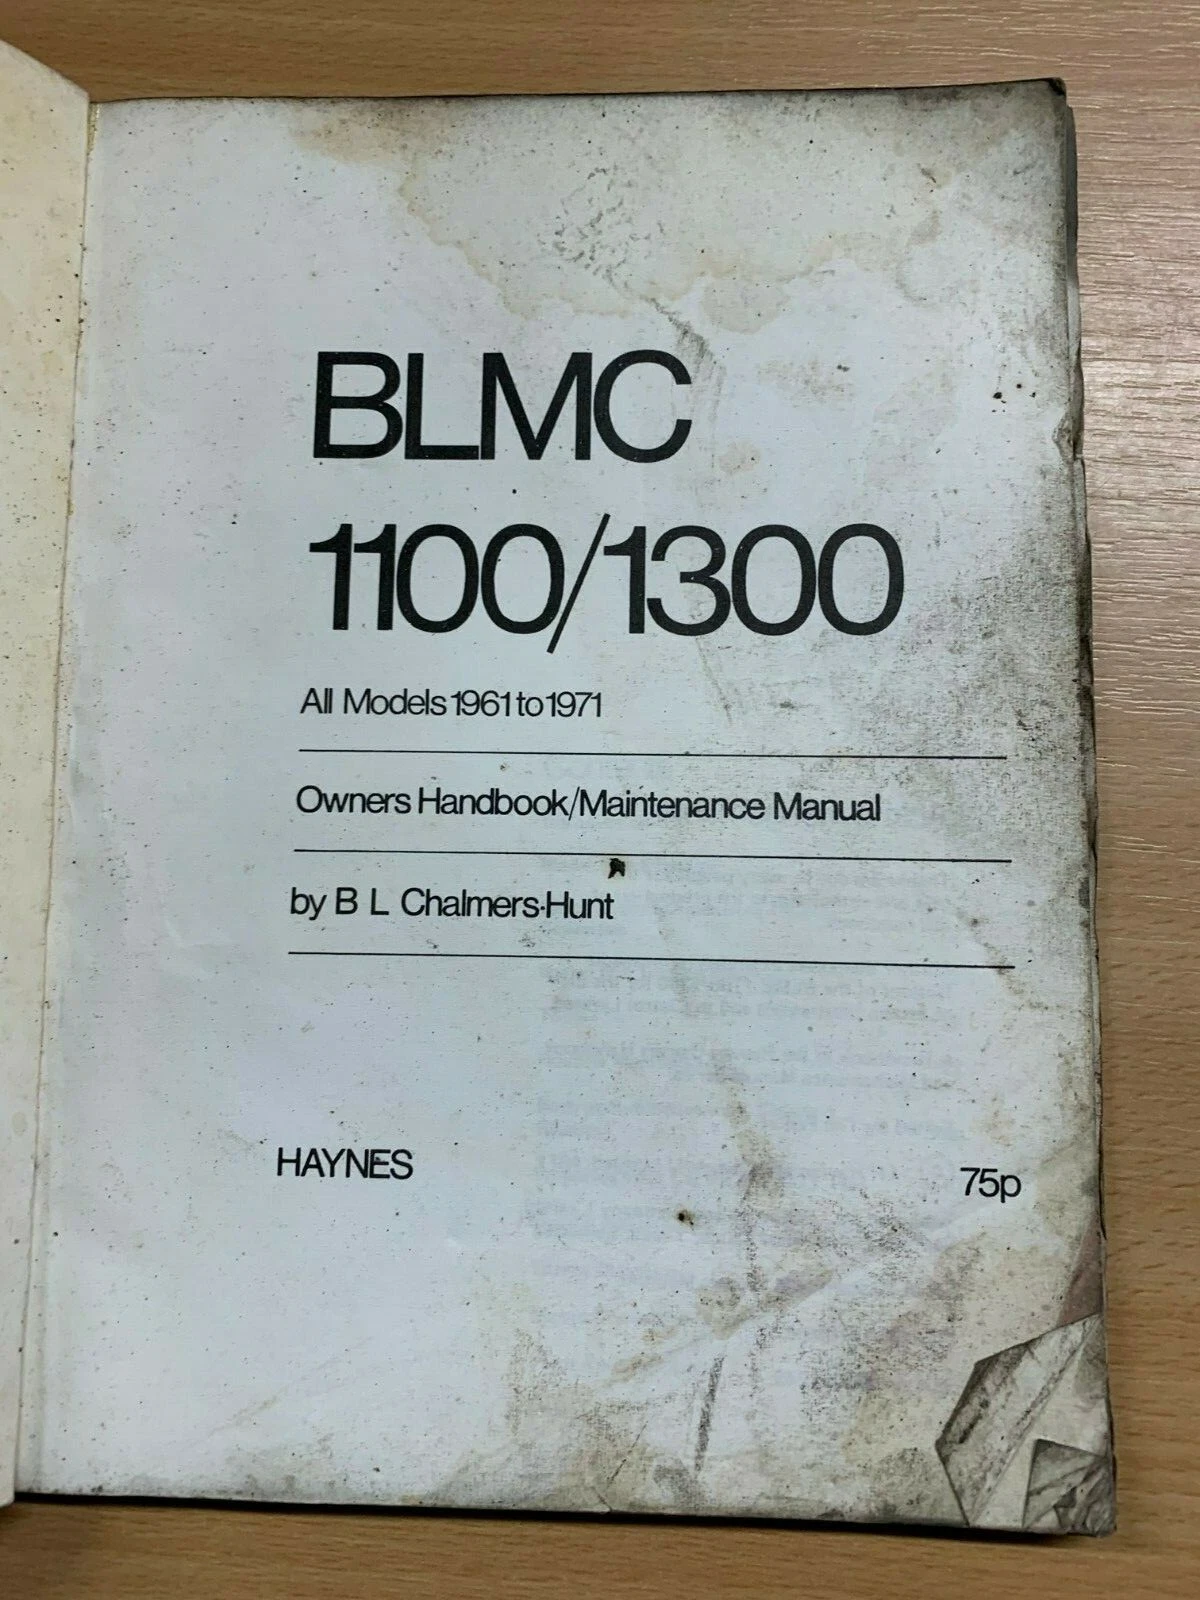 BLMC
1100/1300
All Models 1961 to 1971
Owners Handbook/Maintenance Manual
by B L Chalmers-Hunt
HAYNES
75p